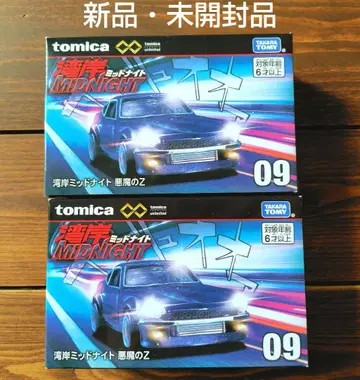 新品・未開封品
tomica
tomica
premium
unlimited
TAKARA
TOMY
湾岸
ミッドナイト
MIDNIGHT
対象年齢
6才以上
湾岸ミッドナイト 悪魔のZ
09
tomica
unlimited
TAKARA
TOMY
湾岸
ミッドナイト
MIDNIGHT
対象年齢
6才以上
湾岸ミッドナイト 悪魔のZ
09